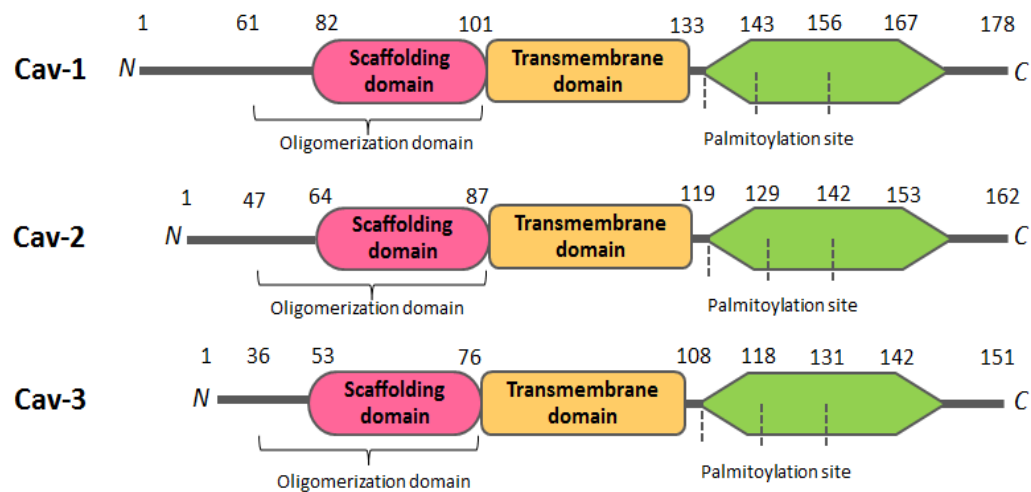 1 61 82 101 133 143 156 167 178
Cav-1 N Scaffolding domain Transmembrane domain C
Oligomerization domain Palmitoylation site
1 47 64 87 119 129 142 153 162
Cav-2 N Scaffolding domain Transmembrane domain C
Oligomerization domain Palmitoylation site
1 36 53 76 108 118 131 142 151
Cav-3 N Scaffolding domain Transmembrane domain C
Oligomerization domain Palmitoylation site